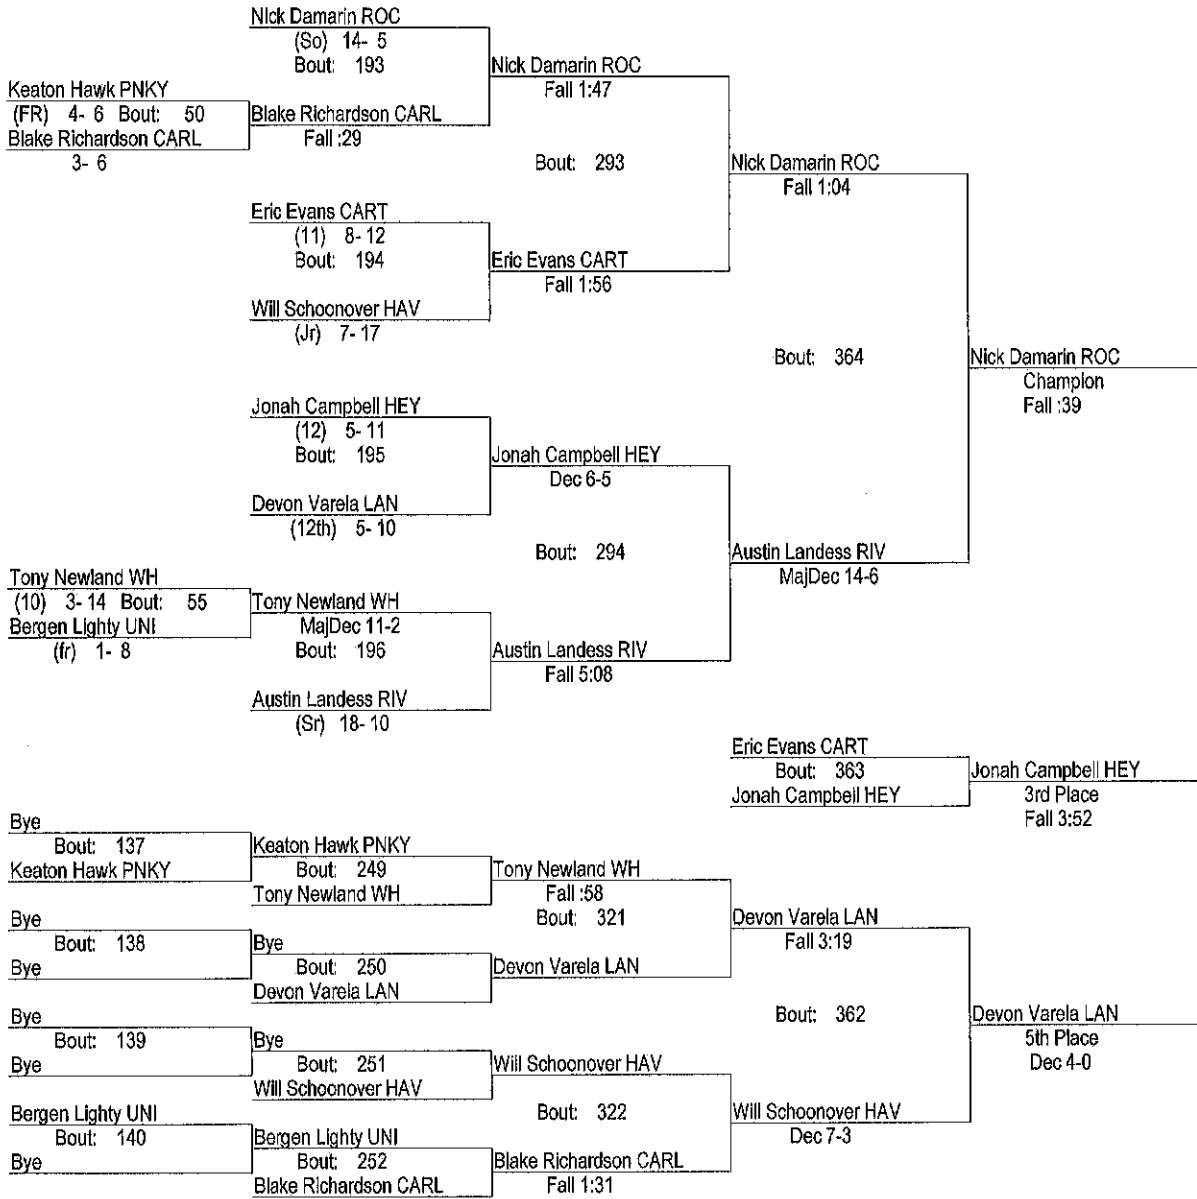 Nick Damarin ROC
(So) 14- 5
Bout: 193
Nick Damarin ROC
Fall 1:47
Keaton Hawk PNKY
(FR) 4- 6 Bout: 50
Blake Richardson CARL
3- 6
Blake Richardson CARL
Fall :29
Bout: 293
Nick Damarin ROC
Fall 1:04
Eric Evans CART
(11) 8- 12
Bout: 194
Eric Evans CART
Fall 1:56
Will Schoonover HAV
(Jr) 7- 17
Bout: 364
Nick Damarin ROC
Champion
Fall :39
Jonah Campbell HEY
(12) 5- 11
Bout: 195
Jonah Campbell HEY
Dec 6-5
Devon Varela LAN
(12th) 5- 10
Bout: 294
Austin Landess RIV
MajDec 14-6
Tony Newland WH
(10) 3- 14 Bout: 55
Bergen Lighty UNI
(fr) 1- 8
Tony Newland WH
MajDec 11-2
Bout: 196
Austin Landess RIV
Fall 5:08
Austin Landess RIV
(Sr) 18- 10
Eric Evans CART
Bout: 363
Jonah Campbell HEY
Jonah Campbell HEY
3rd Place
Fall 3:52
Bye
Bout: 137
Keaton Hawk PNKY
Keaton Hawk PNKY
Bout: 249
Tony Newland WH
Tony Newland WH
Fall :58
Bout: 321
Bye
Bout: 138
Bye
Bye
Bout: 250
Devon Varela LAN
Devon Varela LAN
Devon Varela LAN
Fall 3:19
Bout: 362
Devon Varela LAN
5th Place
Dec 4-0
Bye
Bout: 139
Bye
Bye
Bout: 251
Will Schoonover HAV
Will Schoonover HAV
Bout: 322
Will Schoonover HAV
Dec 7-3
Bergen Lighty UNI
Bout: 140
Bye
Bergen Lighty UNI
Bout: 252
Blake Richardson CARL
Blake Richardson CARL
Fall 1:31